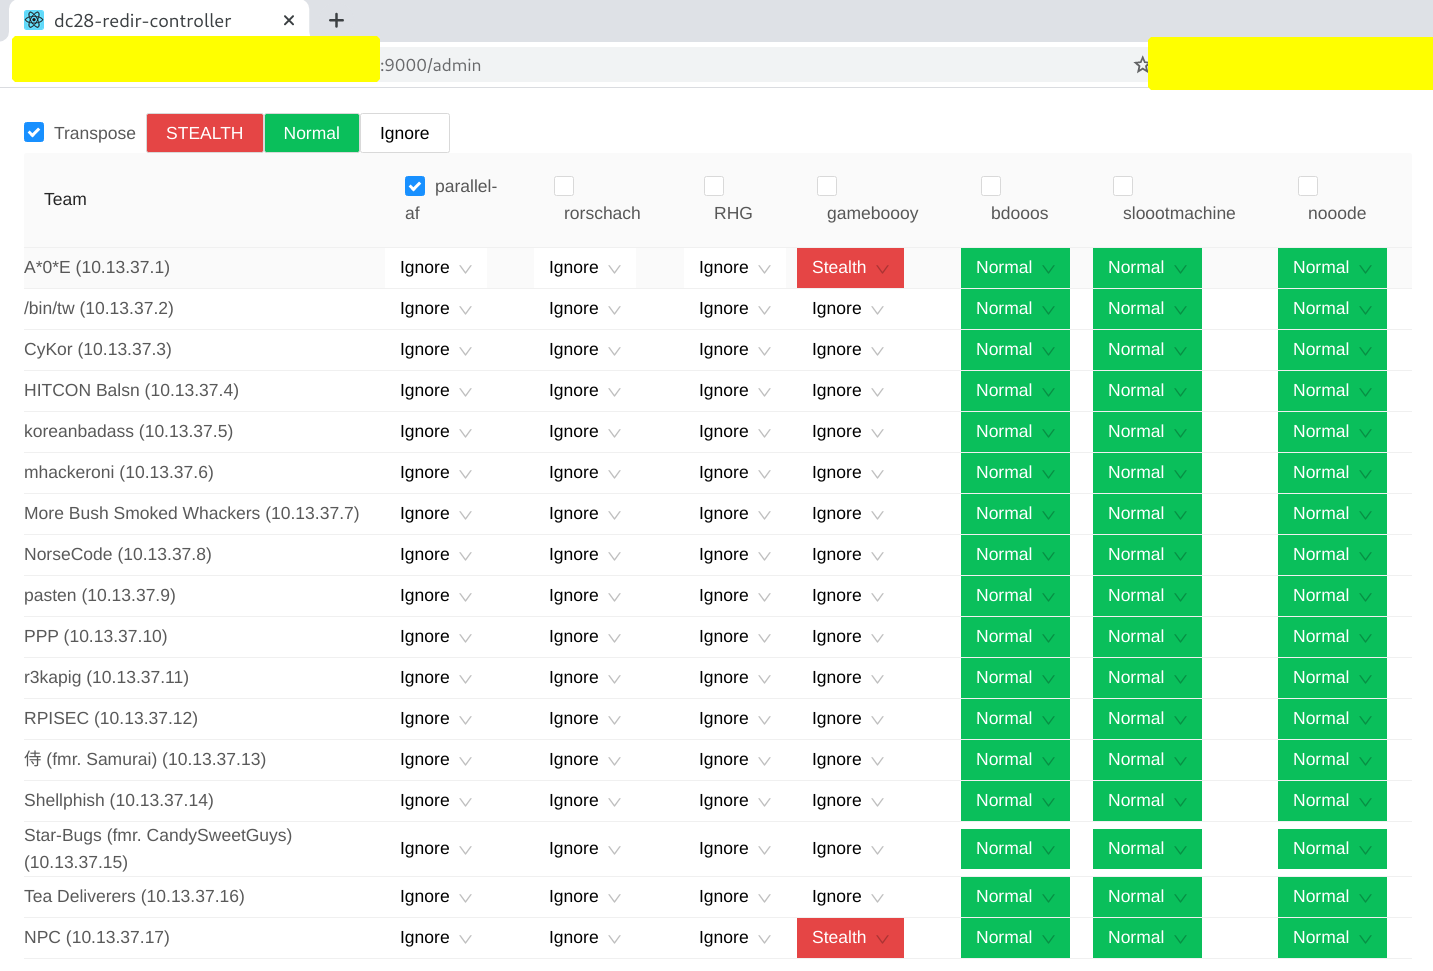 dc28-redir-controller
:9000/admin
Transpose STEALTH Normal Ignore
Team parallel-af rorschach RHG gameboooy bdooos sloootmachine nooode
A*0*E (10.13.37.1) Ignore Ignore Ignore Stealth Normal Normal Normal
/bin/tw (10.13.37.2) Ignore Ignore Ignore Ignore Normal Normal Normal
CyKor (10.13.37.3) Ignore Ignore Ignore Ignore Normal Normal Normal
HITCON Balsn (10.13.37.4) Ignore Ignore Ignore Ignore Normal Normal Normal
koreanbadass (10.13.37.5) Ignore Ignore Ignore Ignore Normal Normal Normal
mhackeroni (10.13.37.6) Ignore Ignore Ignore Ignore Normal Normal Normal
More Bush Smoked Whackers (10.13.37.7) Ignore Ignore Ignore Ignore Normal Normal Normal
NorseCode (10.13.37.8) Ignore Ignore Ignore Ignore Normal Normal Normal
pasten (10.13.37.9) Ignore Ignore Ignore Ignore Normal Normal Normal
PPP (10.13.37.10) Ignore Ignore Ignore Ignore Normal Normal Normal
r3kapig (10.13.37.11) Ignore Ignore Ignore Ignore Normal Normal Normal
RPISEC (10.13.37.12) Ignore Ignore Ignore Ignore Normal Normal Normal
侍 (fmr. Samurai) (10.13.37.13) Ignore Ignore Ignore Ignore Normal Normal Normal
Shellphish (10.13.37.14) Ignore Ignore Ignore Ignore Normal Normal Normal
Star-Bugs (fmr. CandySweetGuys)
(10.13.37.15) Ignore Ignore Ignore Ignore Normal Normal Normal
Tea Deliverers (10.13.37.16) Ignore Ignore Ignore Ignore Normal Normal Normal
NPC (10.13.37.17) Ignore Ignore Ignore Stealth Normal Normal Normal